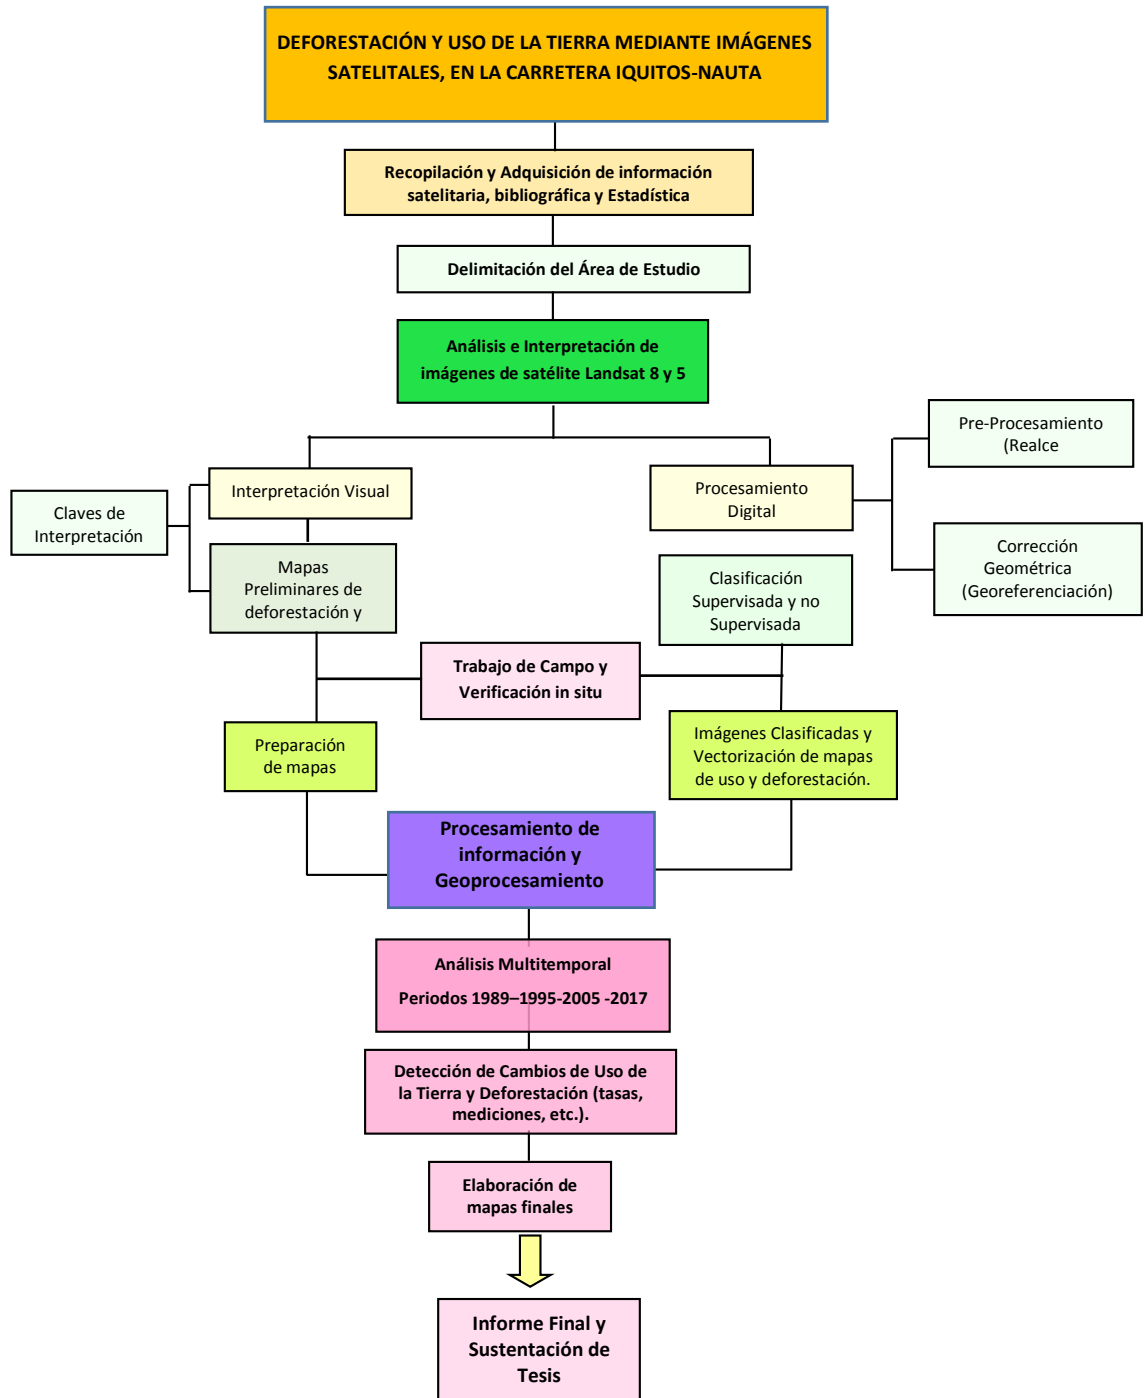 DEFORESTACIÓN Y USO DE LA TIERRA MEDIANTE IMÁGENES
SATELITALES, EN LA CARRETERA IQUITOS-NAUTA
Recopilación y Adquisición de información
satelitaria, bibliográfica y Estadística
Delimitación del Área de Estudio
Análisis e Interpretación de
imágenes de satélite Landsat 8 y 5
Pre-Procesamiento
(Realce
Interpretación Visual
Procesamiento
Digital
Claves de
Interpretación
Corrección
Geométrica
(Georeferenciación)
Mapas
Preliminares de
deforestación y
Clasificación
Supervisada y no
Supervisada
Trabajo de Campo y
Verificación in situ
Preparación
de mapas
Imágenes Clasificadas y
Vectorización de mapas
de uso y deforestación.
Procesamiento de
información y
Geoprocesamiento
Análisis Multitemporal
Periodos 1989–1995-2005 -2017
Detección de Cambios de Uso de
la Tierra y Deforestación (tasas,
mediciones, etc.).
Elaboración de
mapas finales
Informe Final y
Sustentación de
Tesis